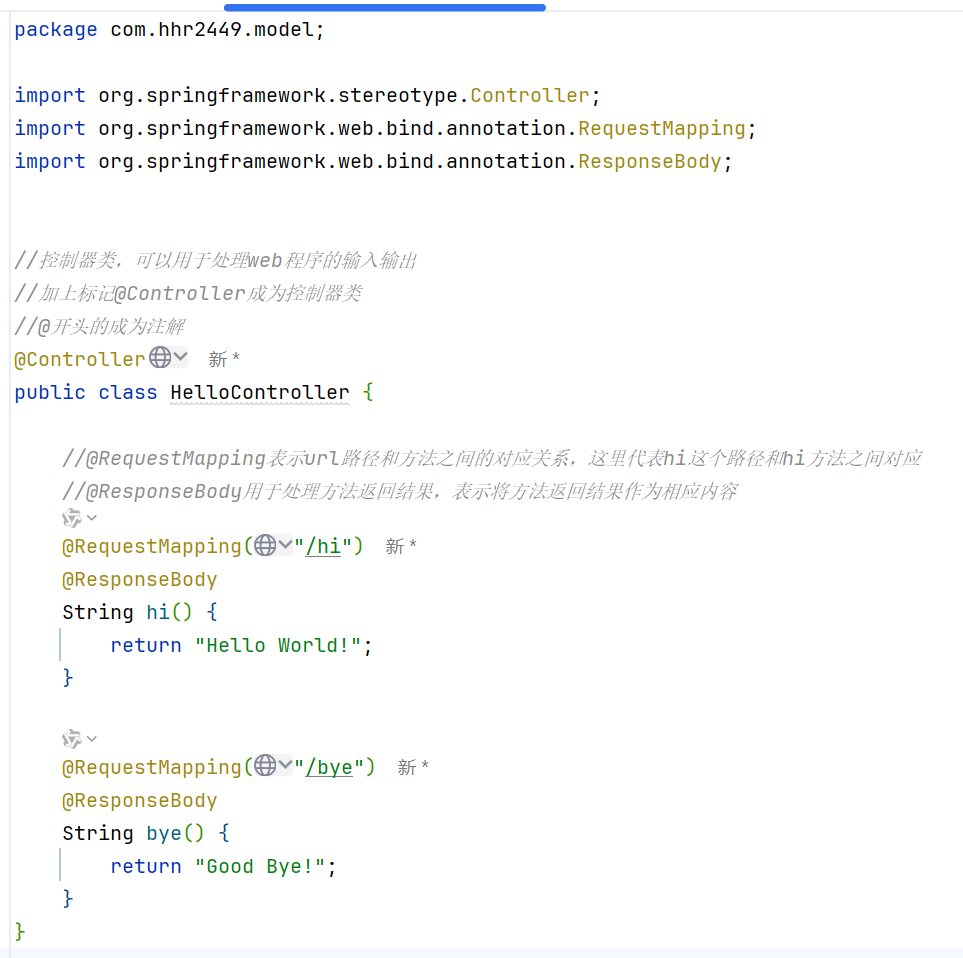 package com.hhr2449.model;
import org.springframework.stereotype.Controller;
import org.springframework.web.bind.annotation.RequestMapping;
import org.springframework.web.bind.annotation.ResponseBody;
//控制器类，可以用于处理web程序的输入输出
//加上标记@Controller成为控制器类
//@开头的成为注解
@Controller 新 *
public class HelloController {
//@RequestMapping表示url路径和方法之间的对应关系，这里代表hi这个路径和hi方法之间对应
//@ResponseBody用于处理方法返回结果，表示将方法返回结果作为相应内容
@RequestMapping("/hi") 新 *
@ResponseBody
String hi() {
return "Hello World!";
}
@RequestMapping("/bye") 新 *
@ResponseBody
String bye() {
return "Good Bye!";
}
}